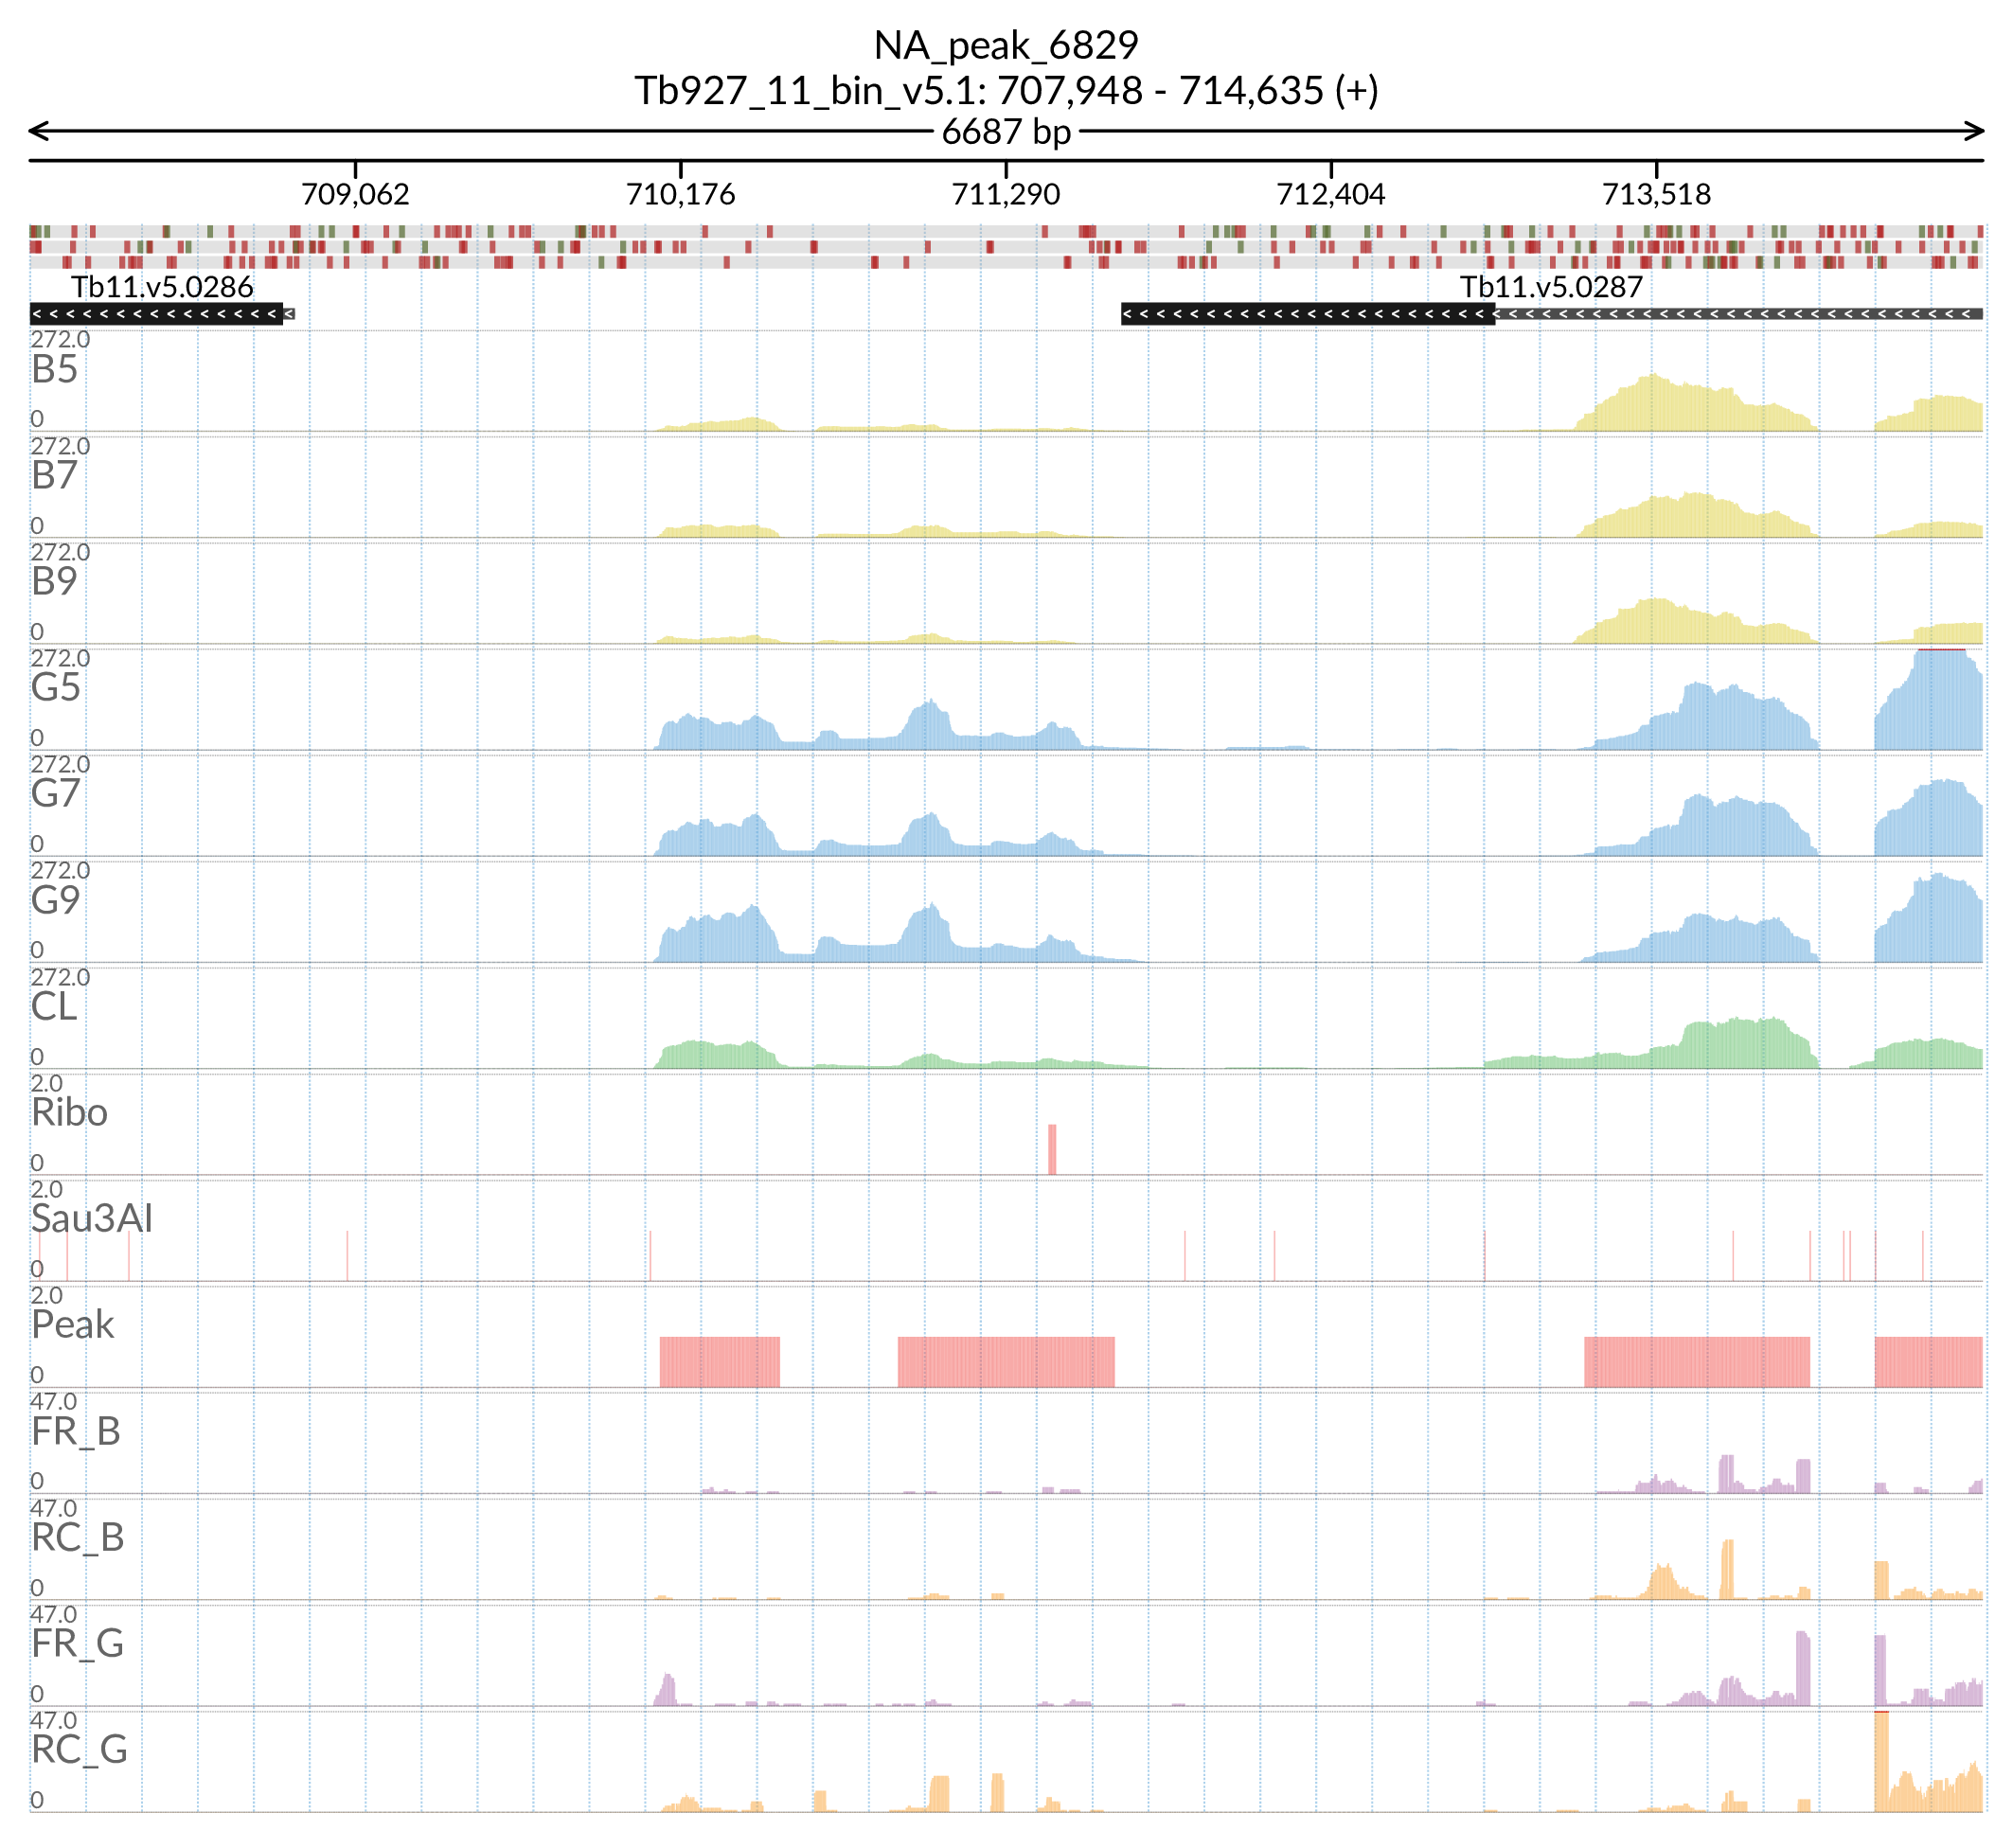 NA_peak_6829
Tb927_11_bin_v5.1: 707,948 - 714,635 (+)
6687 bp
709,062 710,176 711,290 712,404 713,518
Tb11.v5.0286 Tb11.v5.0287
272.0
B5
0
272.0
B7
0
272.0
B9
0
272.0
G5
0
272.0
G7
0
272.0
G9
0
272.0
CL
0
2.0
Ribo
0
2.0
Sau3AI
0
2.0
Peak
0
47.0
FR_B
0
47.0
RC_B
0
47.0
FR_G
0
47.0
RC_G
0